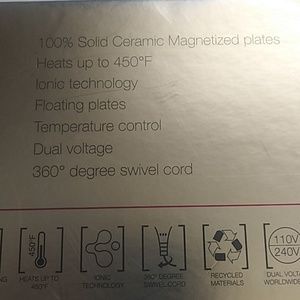 100% Solid Ceramic Magnetized plates
Heats up to 450°F
Ionic technology
Floating plates
Temperature control
Dual voltage
360° degree swivel cord
450°F
110V
240V
HEATS UP TO
450°F
IONIC
TECHNOLOGY
360° DEGREE
SWIVEL CORD
RECYCLED
MATERIALS
DUAL VOLTA
WORLDWIDE